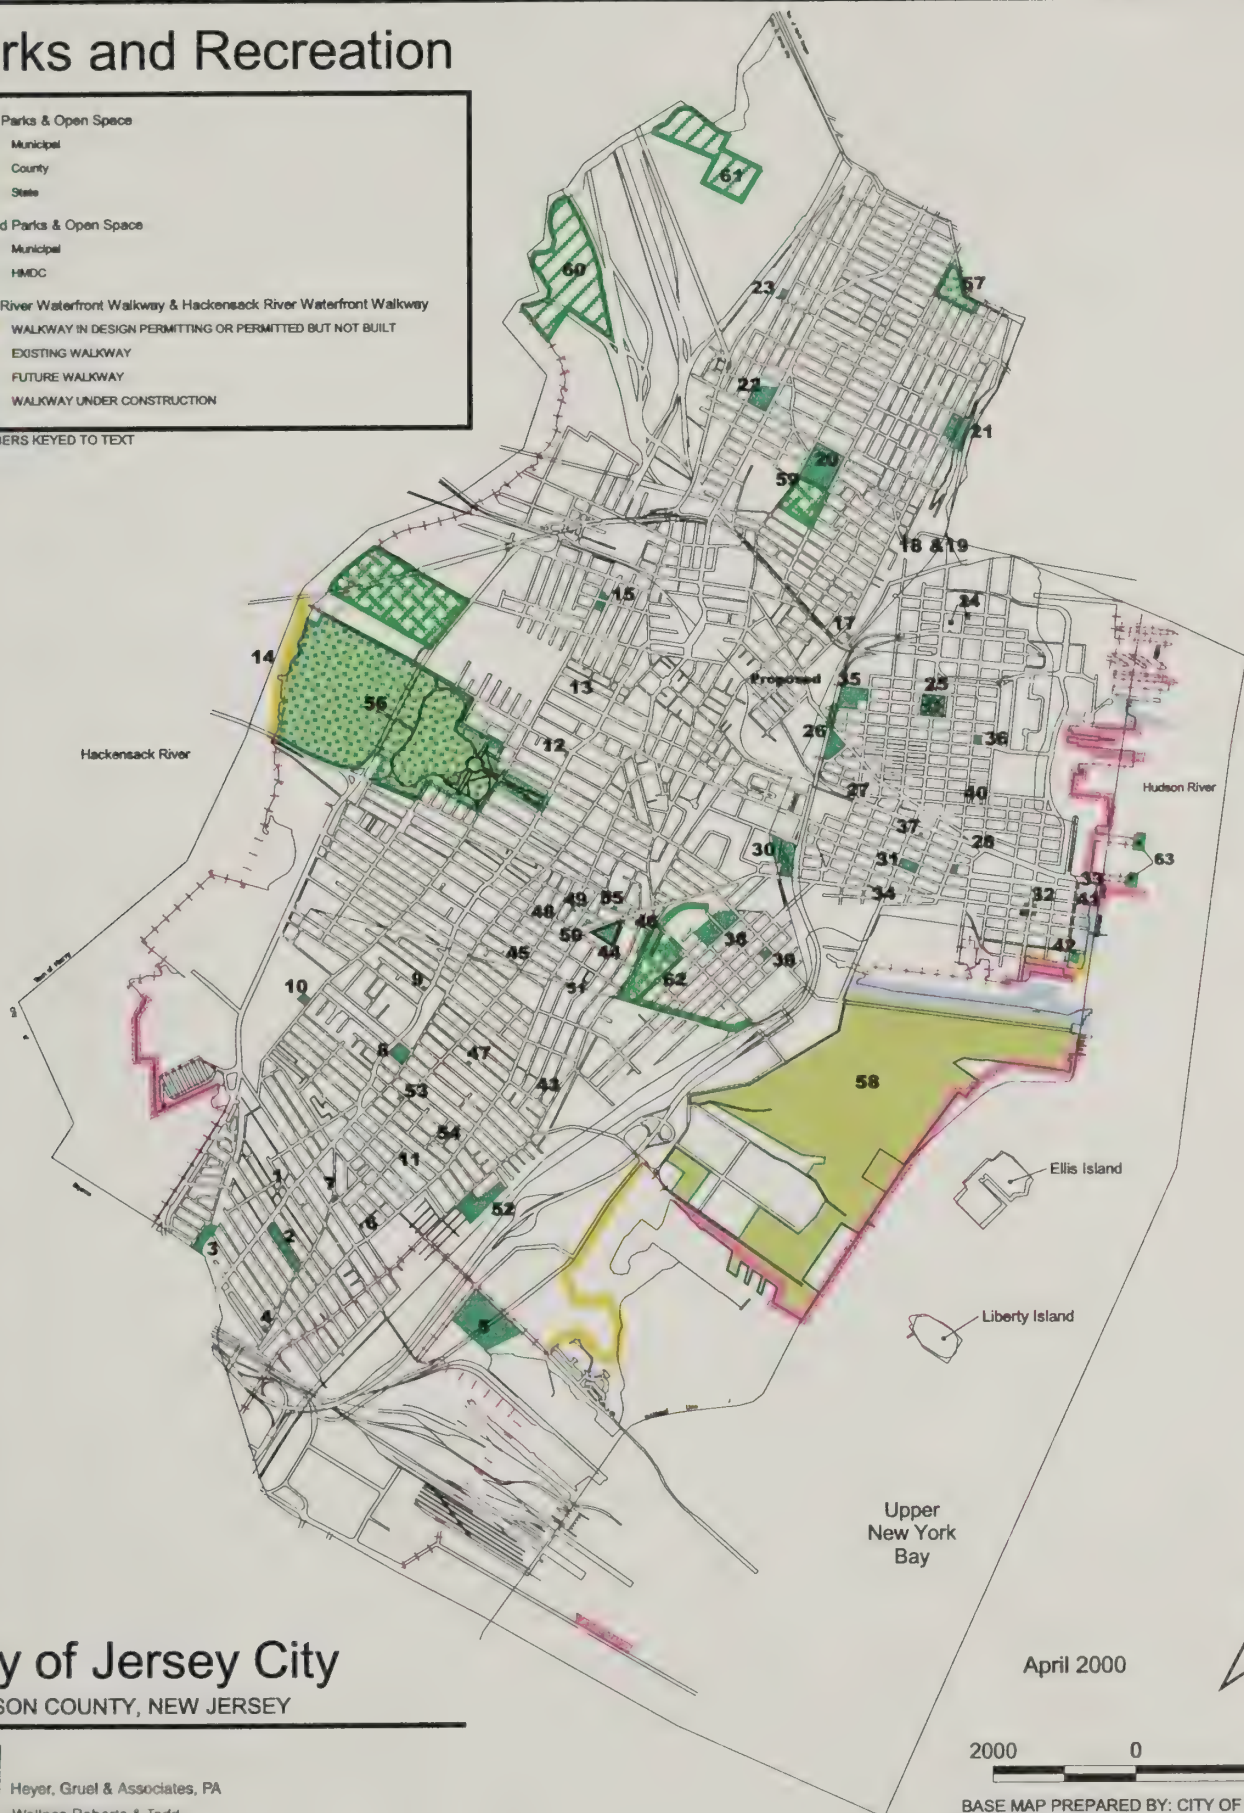 rks and Recreation
Parks & Open Space
Municipal
County
State
d Parks & Open Space
Municipal
HMDC
River Waterfront Walkway & Hackensack River Waterfront Walkway
WALKWAY IN DESIGN PERMITTING OR PERMITTED BUT NOT BUILT
EXISTING WALKWAY
FUTURE WALKWAY
WALKWAY UNDER CONSTRUCTION
BERS KEYED TO TEXT
61
60
57
23
22
21
20
59
18 & 19
15
24
17
14
13
Proposed
35
25
56
26
36
12
Hackensack River
Hudson River
27
40
37
28
30
31
63
33
49
55
34
32
41
48
46
50
36
45
44
38
42
9
51
62
10
8
47
58
53
43
54
11
Ellis Island
1
7
52
6
2
3
Liberty Island
4
5
Upper
New York
Bay
y of Jersey City
SON COUNTY, NEW JERSEY
April 2000
2000 0
Heyer, Gruel & Associates, PA
Wallace Roberts & Todd
BASE MAP PREPARED BY: CITY OF